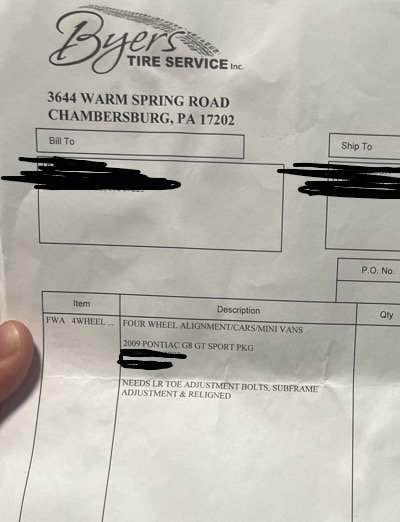 Byers
TIRE SERVICE Inc.
3644 WARM SPRING ROAD
CHAMBERSBURG, PA 17202
Bill To
Ship To
P.O. No.
Item
Description
Qty
FWA 4WHEEL ...
FOUR WHEEL ALIGNMENT/CARS/MINI VANS
2009 PONTIAC G8 GT SPORT PKG
NEEDS LR TOE ADJUSTMENT BOLTS, SUBFRAME
ADJUSTMENT & RELIGNED